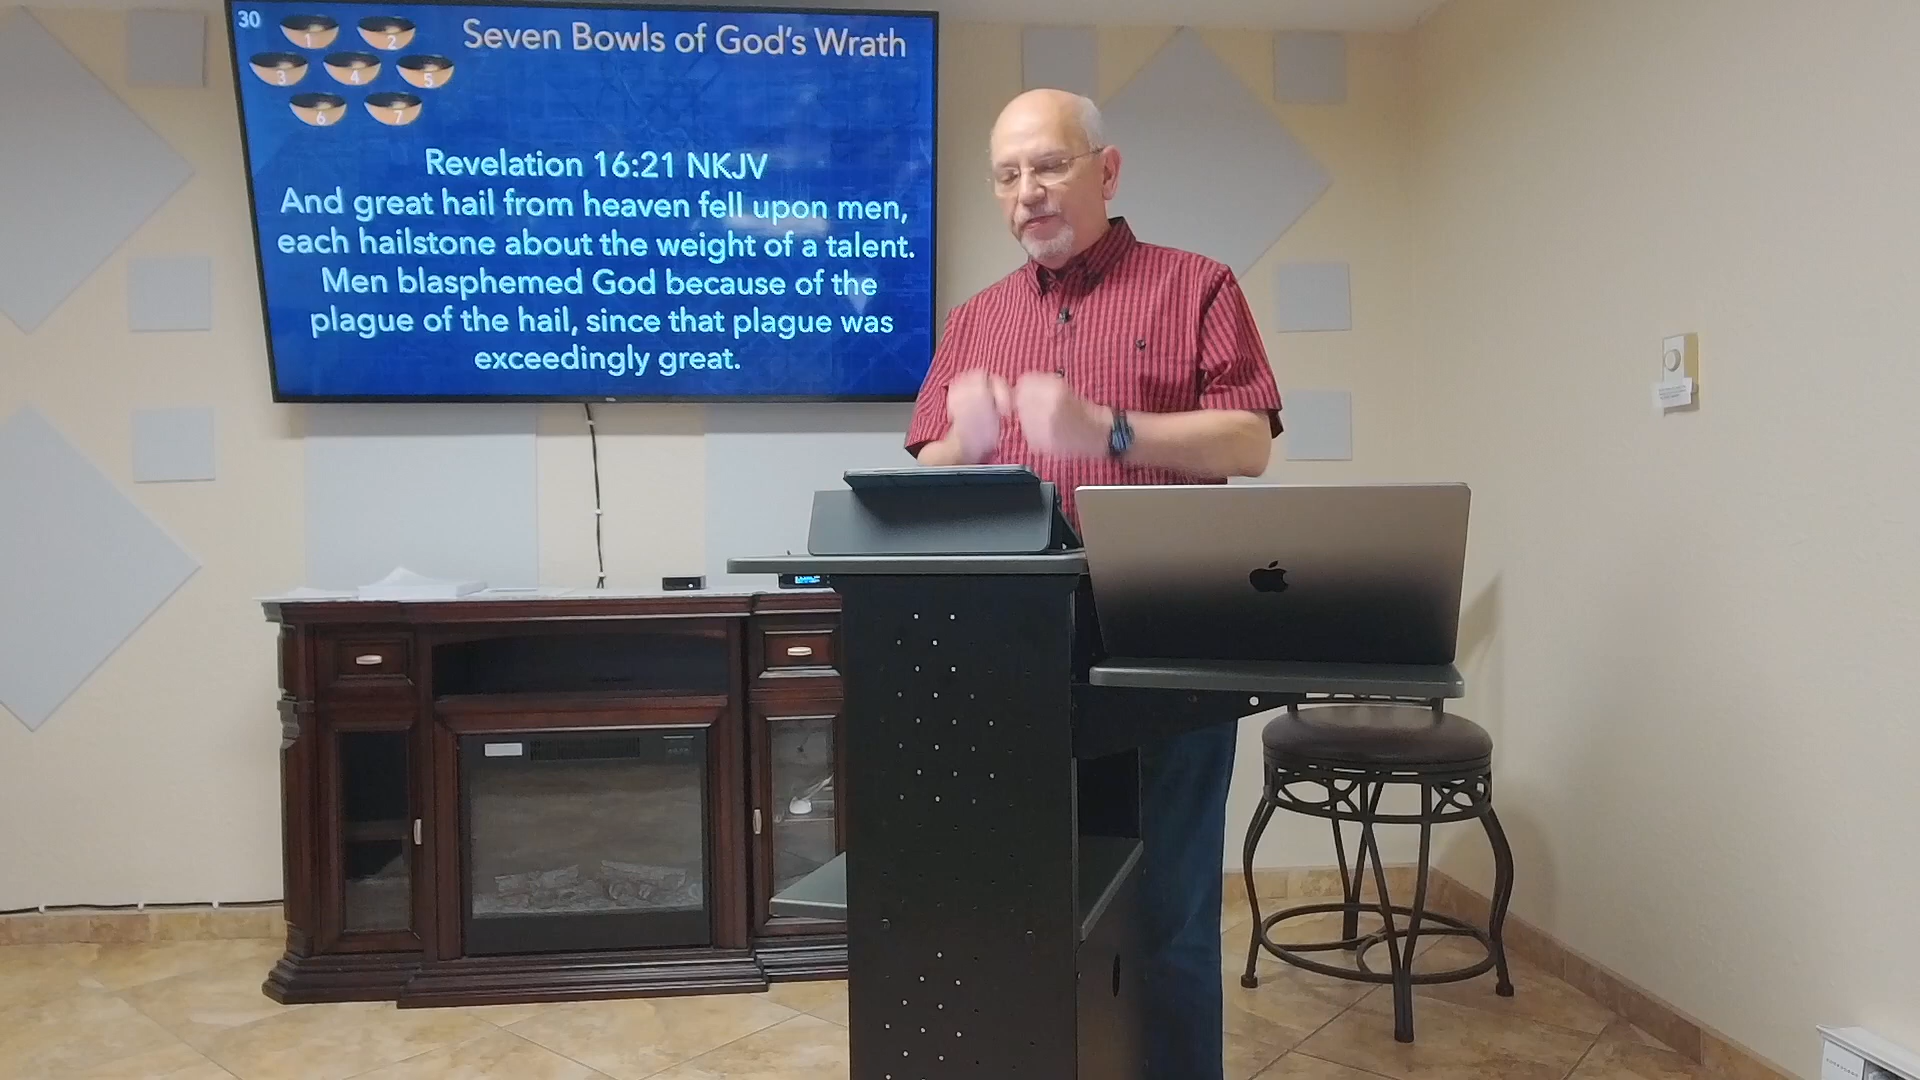 30
1 2
3 4 5
6 7
Seven Bowls of God's Wrath
Revelation 16:21 NKJV
And great hail from heaven fell upon men,
each hailstone about the weight of a talent.
Men blasphemed God because of the
plague of the hail, since that plague was
exceedingly great.